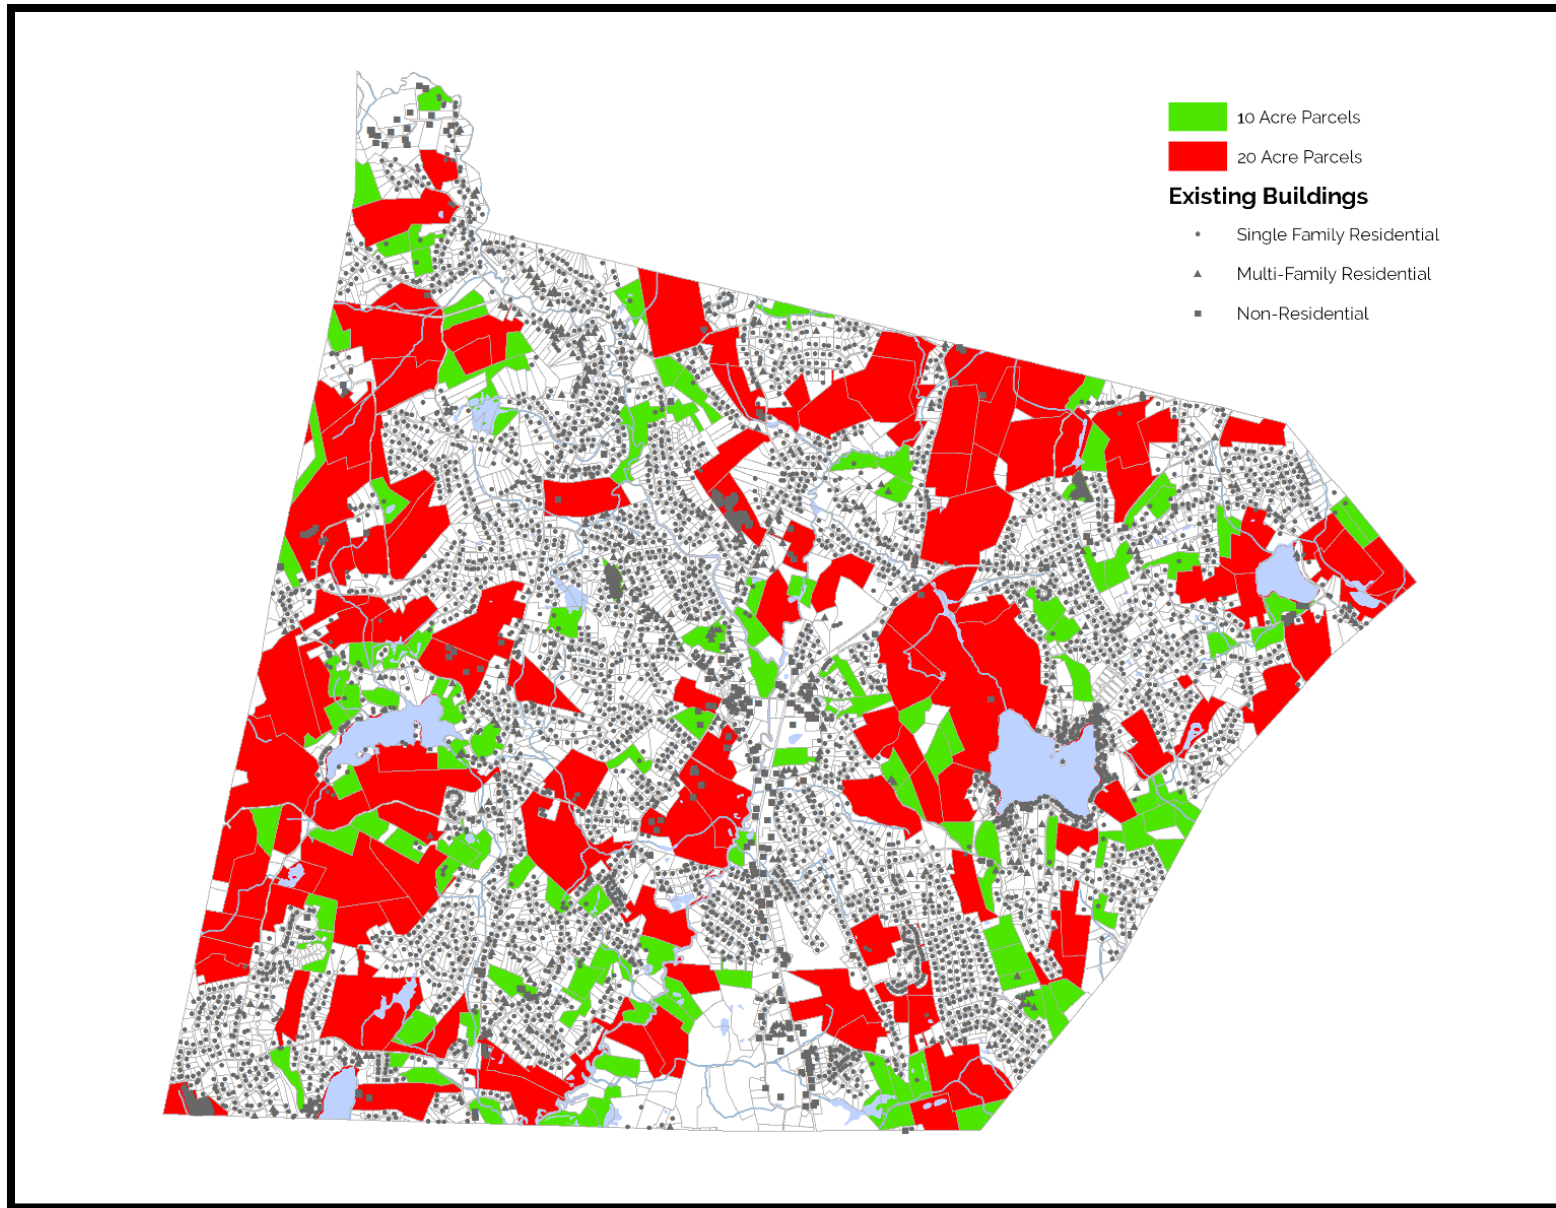 10 Acre Parcels
20 Acre Parcels
Existing Buildings
Single Family Residential
Multi-Family Residential
Non-Residential